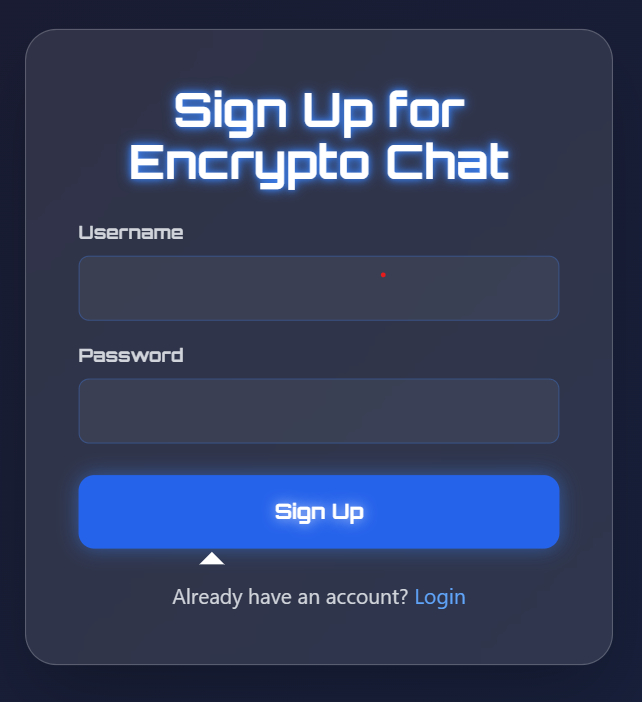 Sign Up for
Encrypto Chat
Username
Password
Sign Up
Already have an account? Login